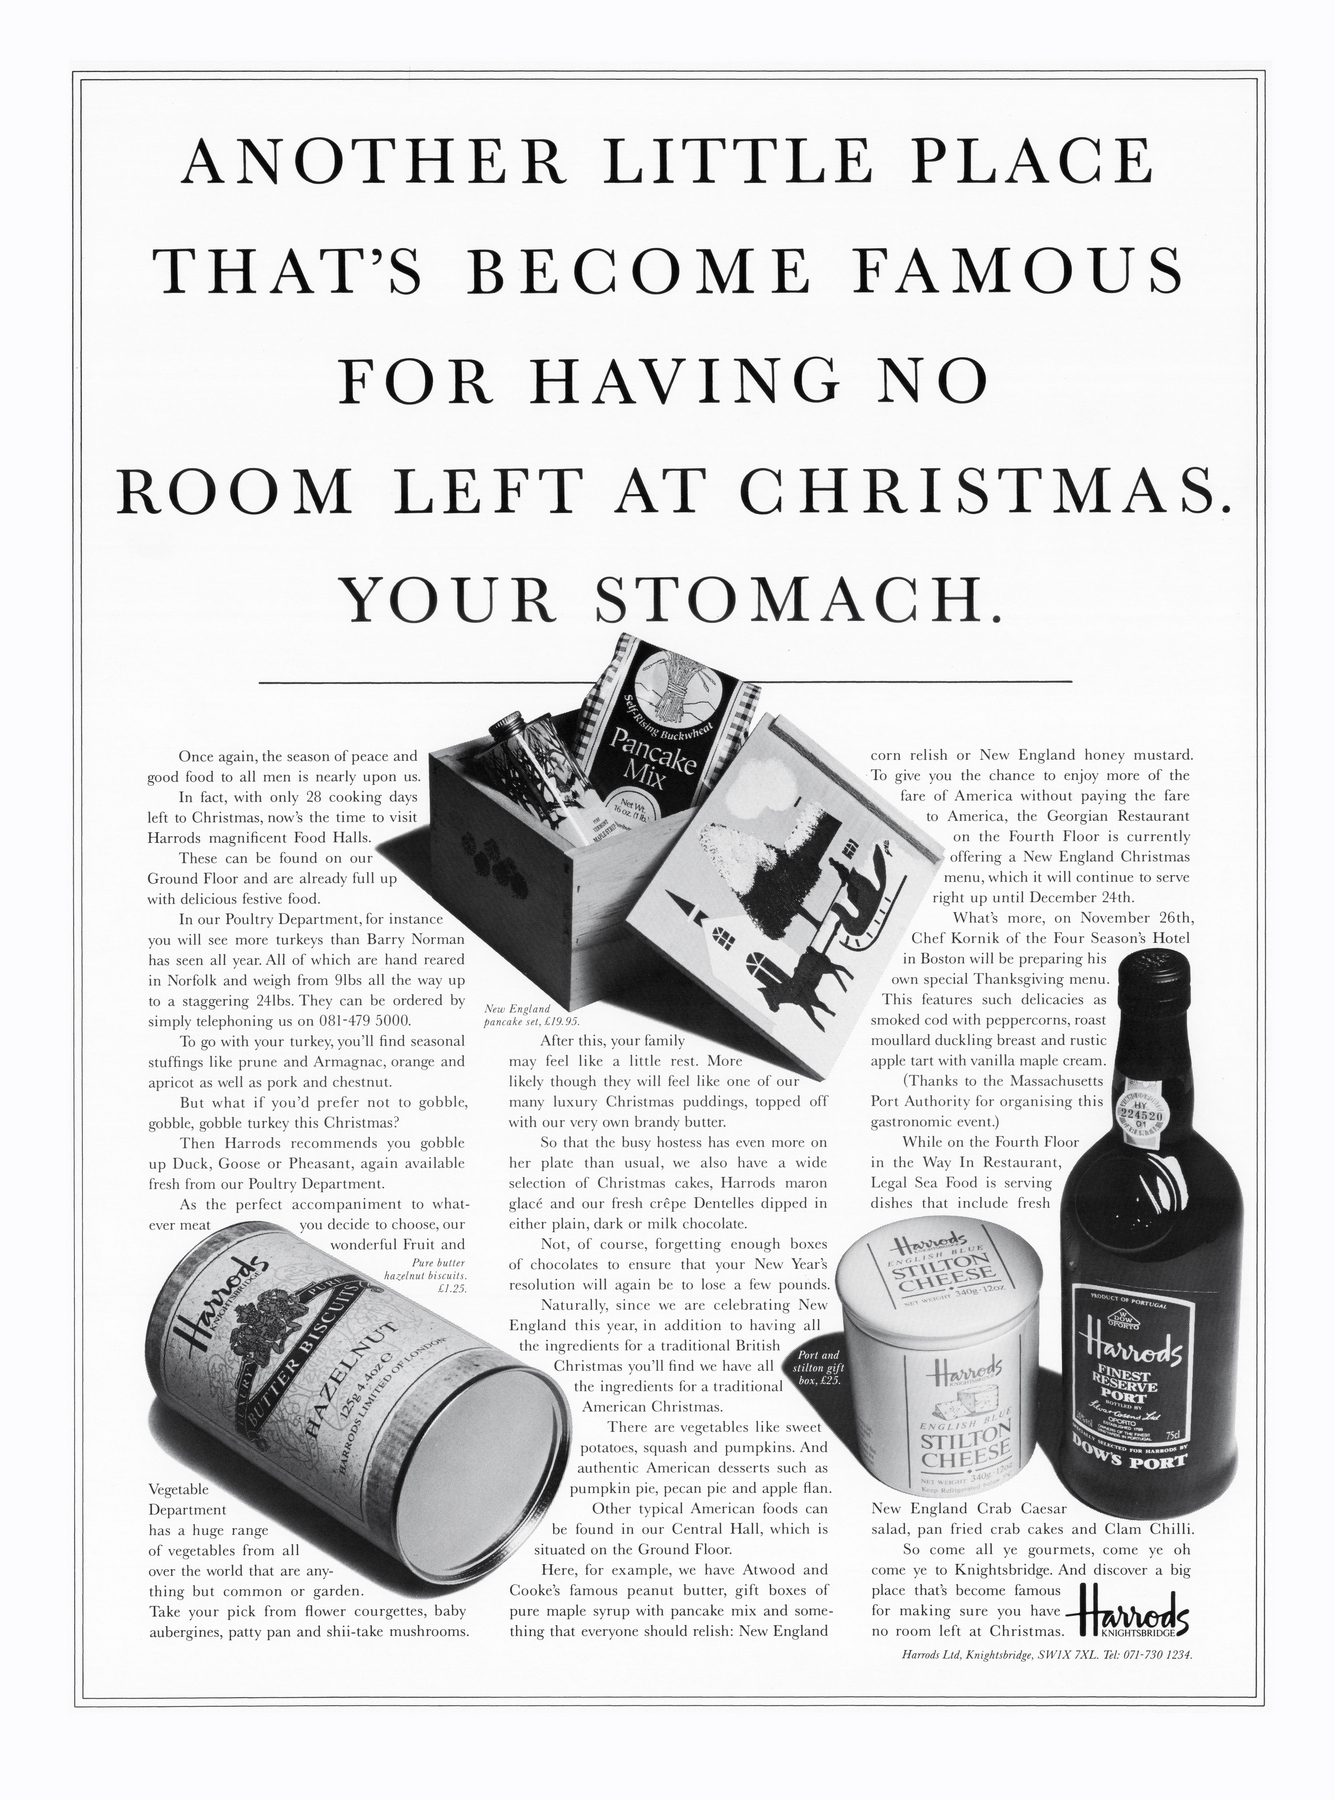 ANOTHER LITTLE PLACE
THAT'S BECOME FAMOUS
FOR HAVING NO
ROOM LEFT AT CHRISTMAS.
YOUR STOMACH.
Once again, the season of peace and
good food to all men is nearly upon us.
In fact, with only 28 cooking days
left to Christmas, now's the time to visit
Harrods magnificent Food Halls.
These can be found on our
Ground Floor and are already full up
with delicious festive food.
In our Poultry Department, for instance
you will see more turkeys than Barry Norman
has seen all year. All of which are hand reared
in Norfolk and weigh from 9lbs all the way up
to a staggering 24lbs. They can be ordered by
simply telephoning us on 081-479 5000.
To go with your turkey, you'll find seasonal
stuffings like prune and Armagnac, orange and
apricot as well as pork and chestnut.
But what if you'd prefer not to gobble,
gobble, gobble turkey this Christmas?
Then Harrods recommends you gobble
up Duck, Goose or Pheasant, again available
fresh from our Poultry Department.
As the perfect accompaniment to what-
ever meat you decide to choose, our
wonderful Fruit and
Pure butter
hazelnut biscuits.
£1.25.
Harrods
KNIGHTSBRIDGE
LUXURY PURE
BUTTER BISCUITS
HAZELNUT
125g 4.4oz e
HARRODS LIMITED OF LONDON
Vegetable
Department
has a huge range
of vegetables from all
over the world that are any-
thing but common or garden.
Take your pick from flower courgettes, baby
aubergines, patty pan and shii-take mushrooms.
Self-Rising Buckwheat
Pancake
Mix
Net Wt.
16 oz. (1 lb.)
New England
pancake set, £19.95.
After this, your family
may feel like a little rest. More
likely though they will feel like one of our
many luxury Christmas puddings, topped off
with our very own brandy butter.
So that the busy hostess has even more on
her plate than usual, we also have a wide
selection of Christmas cakes, Harrods maron
glacé and our fresh crêpe Dentelles dipped in
either plain, dark or milk chocolate.
Not, of course, forgetting enough boxes
of chocolates to ensure that your New Year's
resolution will again be to lose a few pounds.
Naturally, since we are celebrating New
England this year, in addition to having all
the ingredients for a traditional British
Christmas you'll find we have all
the ingredients for a traditional
American Christmas.
There are vegetables like sweet
potatoes, squash and pumpkins. And
authentic American desserts such as
pumpkin pie, pecan pie and apple flan.
Other typical American foods can
be found in our Central Hall, which is
situated on the Ground Floor.
Here, for example, we have Atwood and
Cooke's famous peanut butter, gift boxes of
pure maple syrup with pancake mix and some-
thing that everyone should relish: New England
corn relish or New England honey mustard.
To give you the chance to enjoy more of the
fare of America without paying the fare
to America, the Georgian Restaurant
on the Fourth Floor is currently
offering a New England Christmas
menu, which it will continue to serve
right up until December 24th.
What's more, on November 26th,
Chef Kornik of the Four Season's Hotel
in Boston will be preparing his
own special Thanksgiving menu.
This features such delicacies as
smoked cod with peppercorns, roast
moullard duckling breast and rustic
apple tart with vanilla maple cream.
(Thanks to the Massachusetts
Port Authority for organising this
gastronomic event.)
While on the Fourth Floor
in the Way In Restaurant,
Legal Sea Food is serving
dishes that include fresh
Harrods
KNIGHTSBRIDGE
ENGLISH BLUE
STILTON
CHEESE
NET WEIGHT 340g·12oz.
Harrods
KNIGHTSBRIDGE
ENGLISH BLUE
STILTON
CHEESE
NET WEIGHT 340g·12oz
Port and
stilton gift
box, £25.
HY
224520
01
PRODUCT OF PORTUGAL
W
DOW
OPORTO
Harrods
FINEST
RESERVE
PORT
BOTTLED BY
OPORTO
75cl
SPECIALLY SELECTED FOR HARRODS BY
DOW'S PORT
New England Crab Caesar
salad, pan fried crab cakes and Clam Chilli.
So come all ye gourmets, come ye oh
come ye to Knightsbridge. And discover a big
place that's become famous
for making sure you have
no room left at Christmas.
Harrods
KNIGHTSBRIDGE
Harrods Ltd, Knightsbridge, SW1X 7XL. Tel: 071-730 1234.